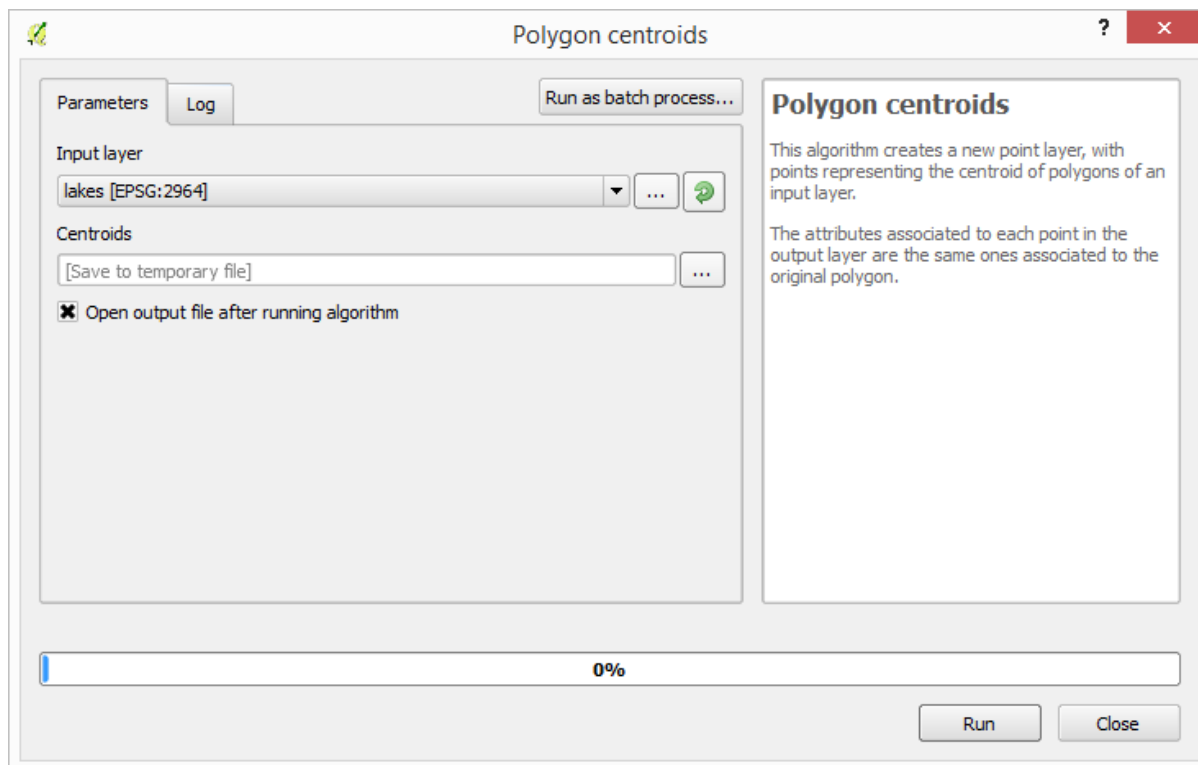 Polygon centroids
?
Parameters
Log
Run as batch process...
Input layer
lakes [EPSG:2964]
...
Centroids
[Save to temporary file]
...
Open output file after running algorithm
Polygon centroids
This algorithm creates a new point layer, with
points representing the centroid of polygons of an
input layer.
The attributes associated to each point in the
output layer are the same ones associated to the
original polygon.
0%
Run
Close